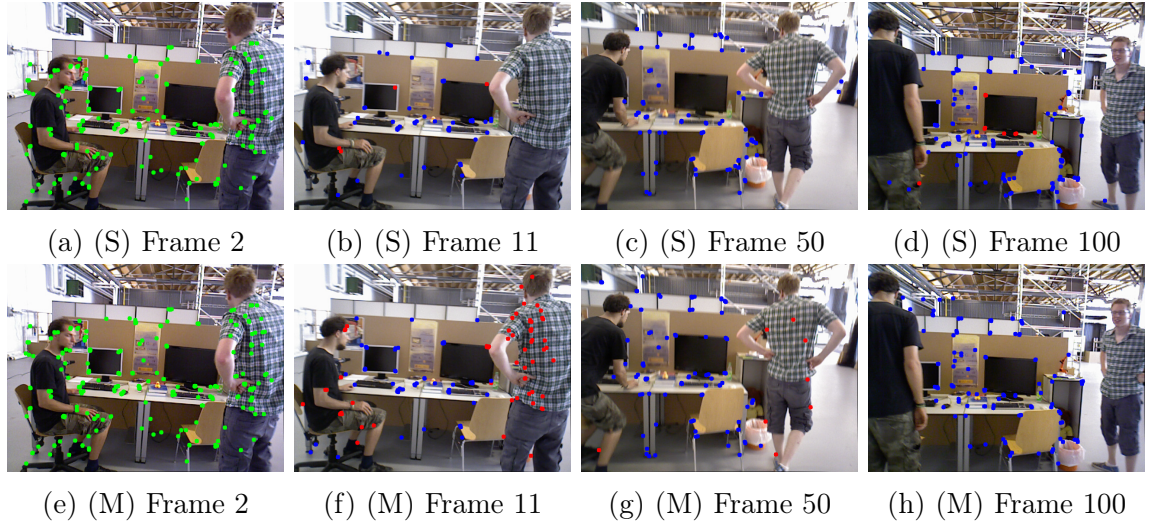 (a) (S) Frame 2
(b) (S) Frame 11
(c) (S) Frame 50
(d) (S) Frame 100
(e) (M) Frame 2
(f) (M) Frame 11
(g) (M) Frame 50
(h) (M) Frame 100